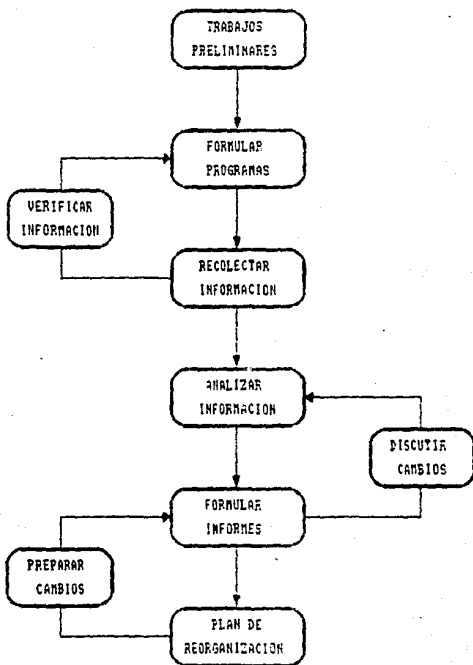 TRABAJOS
PRELIMINARES
FORMULAR
PROGRAMAS
VERIFICAR
INFORMACION
RECOLECTAR
INFORMACION
ANALIZAR
INFORMACION
DISCUTIR
CAMBIOS
FORMULAR
INFORMES
PREPARAR
CAMBIOS
PLAN DE
REORGANIZACION